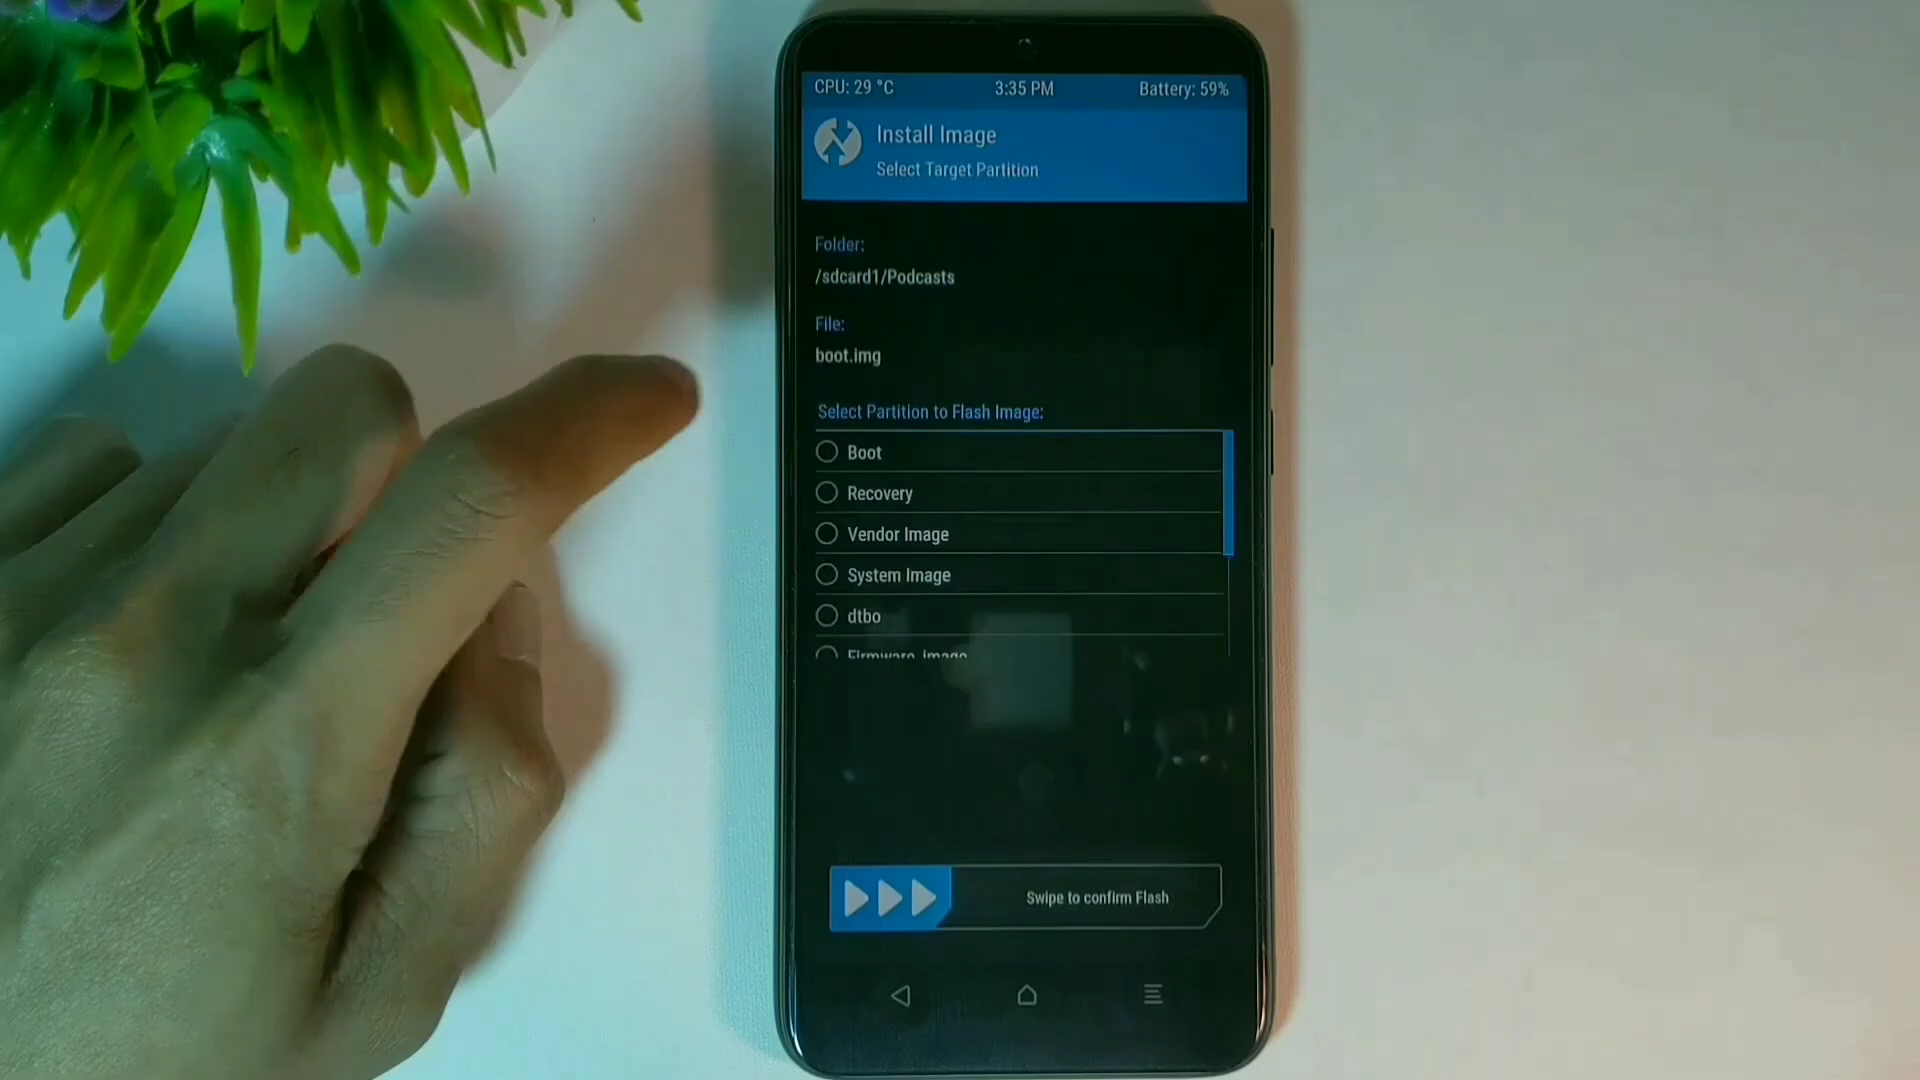 CPU: 29 °C 3:35 PM Battery: 59%
Install Image
Select Target Partition
Folder:
/sdcard1/Podcasts
File:
boot.img
Select Partition to Flash Image:
Boot
Recovery
Vendor Image
System Image
dtbo
Firmware_Image
Swipe to confirm Flash